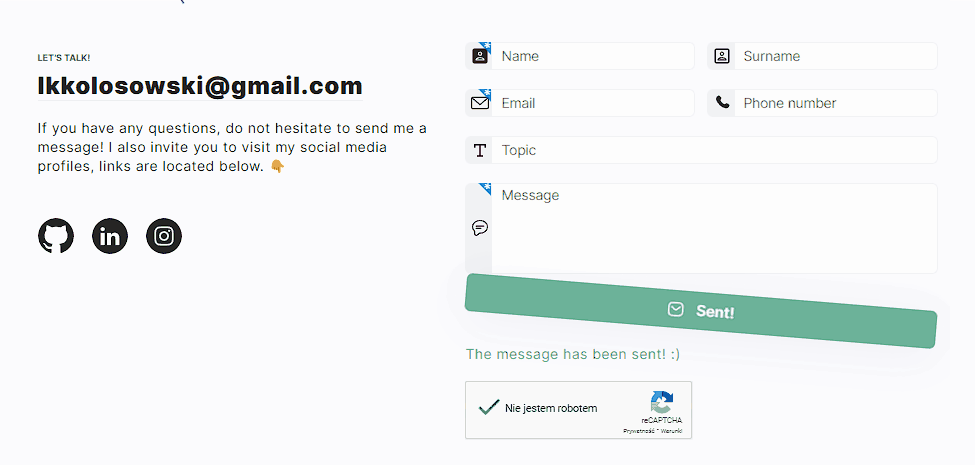 LET'S TALK!
lkkolosowski@gmail.com
If you have any questions, do not hesitate to send me a
message! I also invite you to visit my social media
profiles, links are located below. 👇
in
Name
Surname
Email
Phone number
Topic
Message
Sent!
The message has been sent! :)
Nie jestem robotem
reCAPTCHA
Prywatność * Warunki